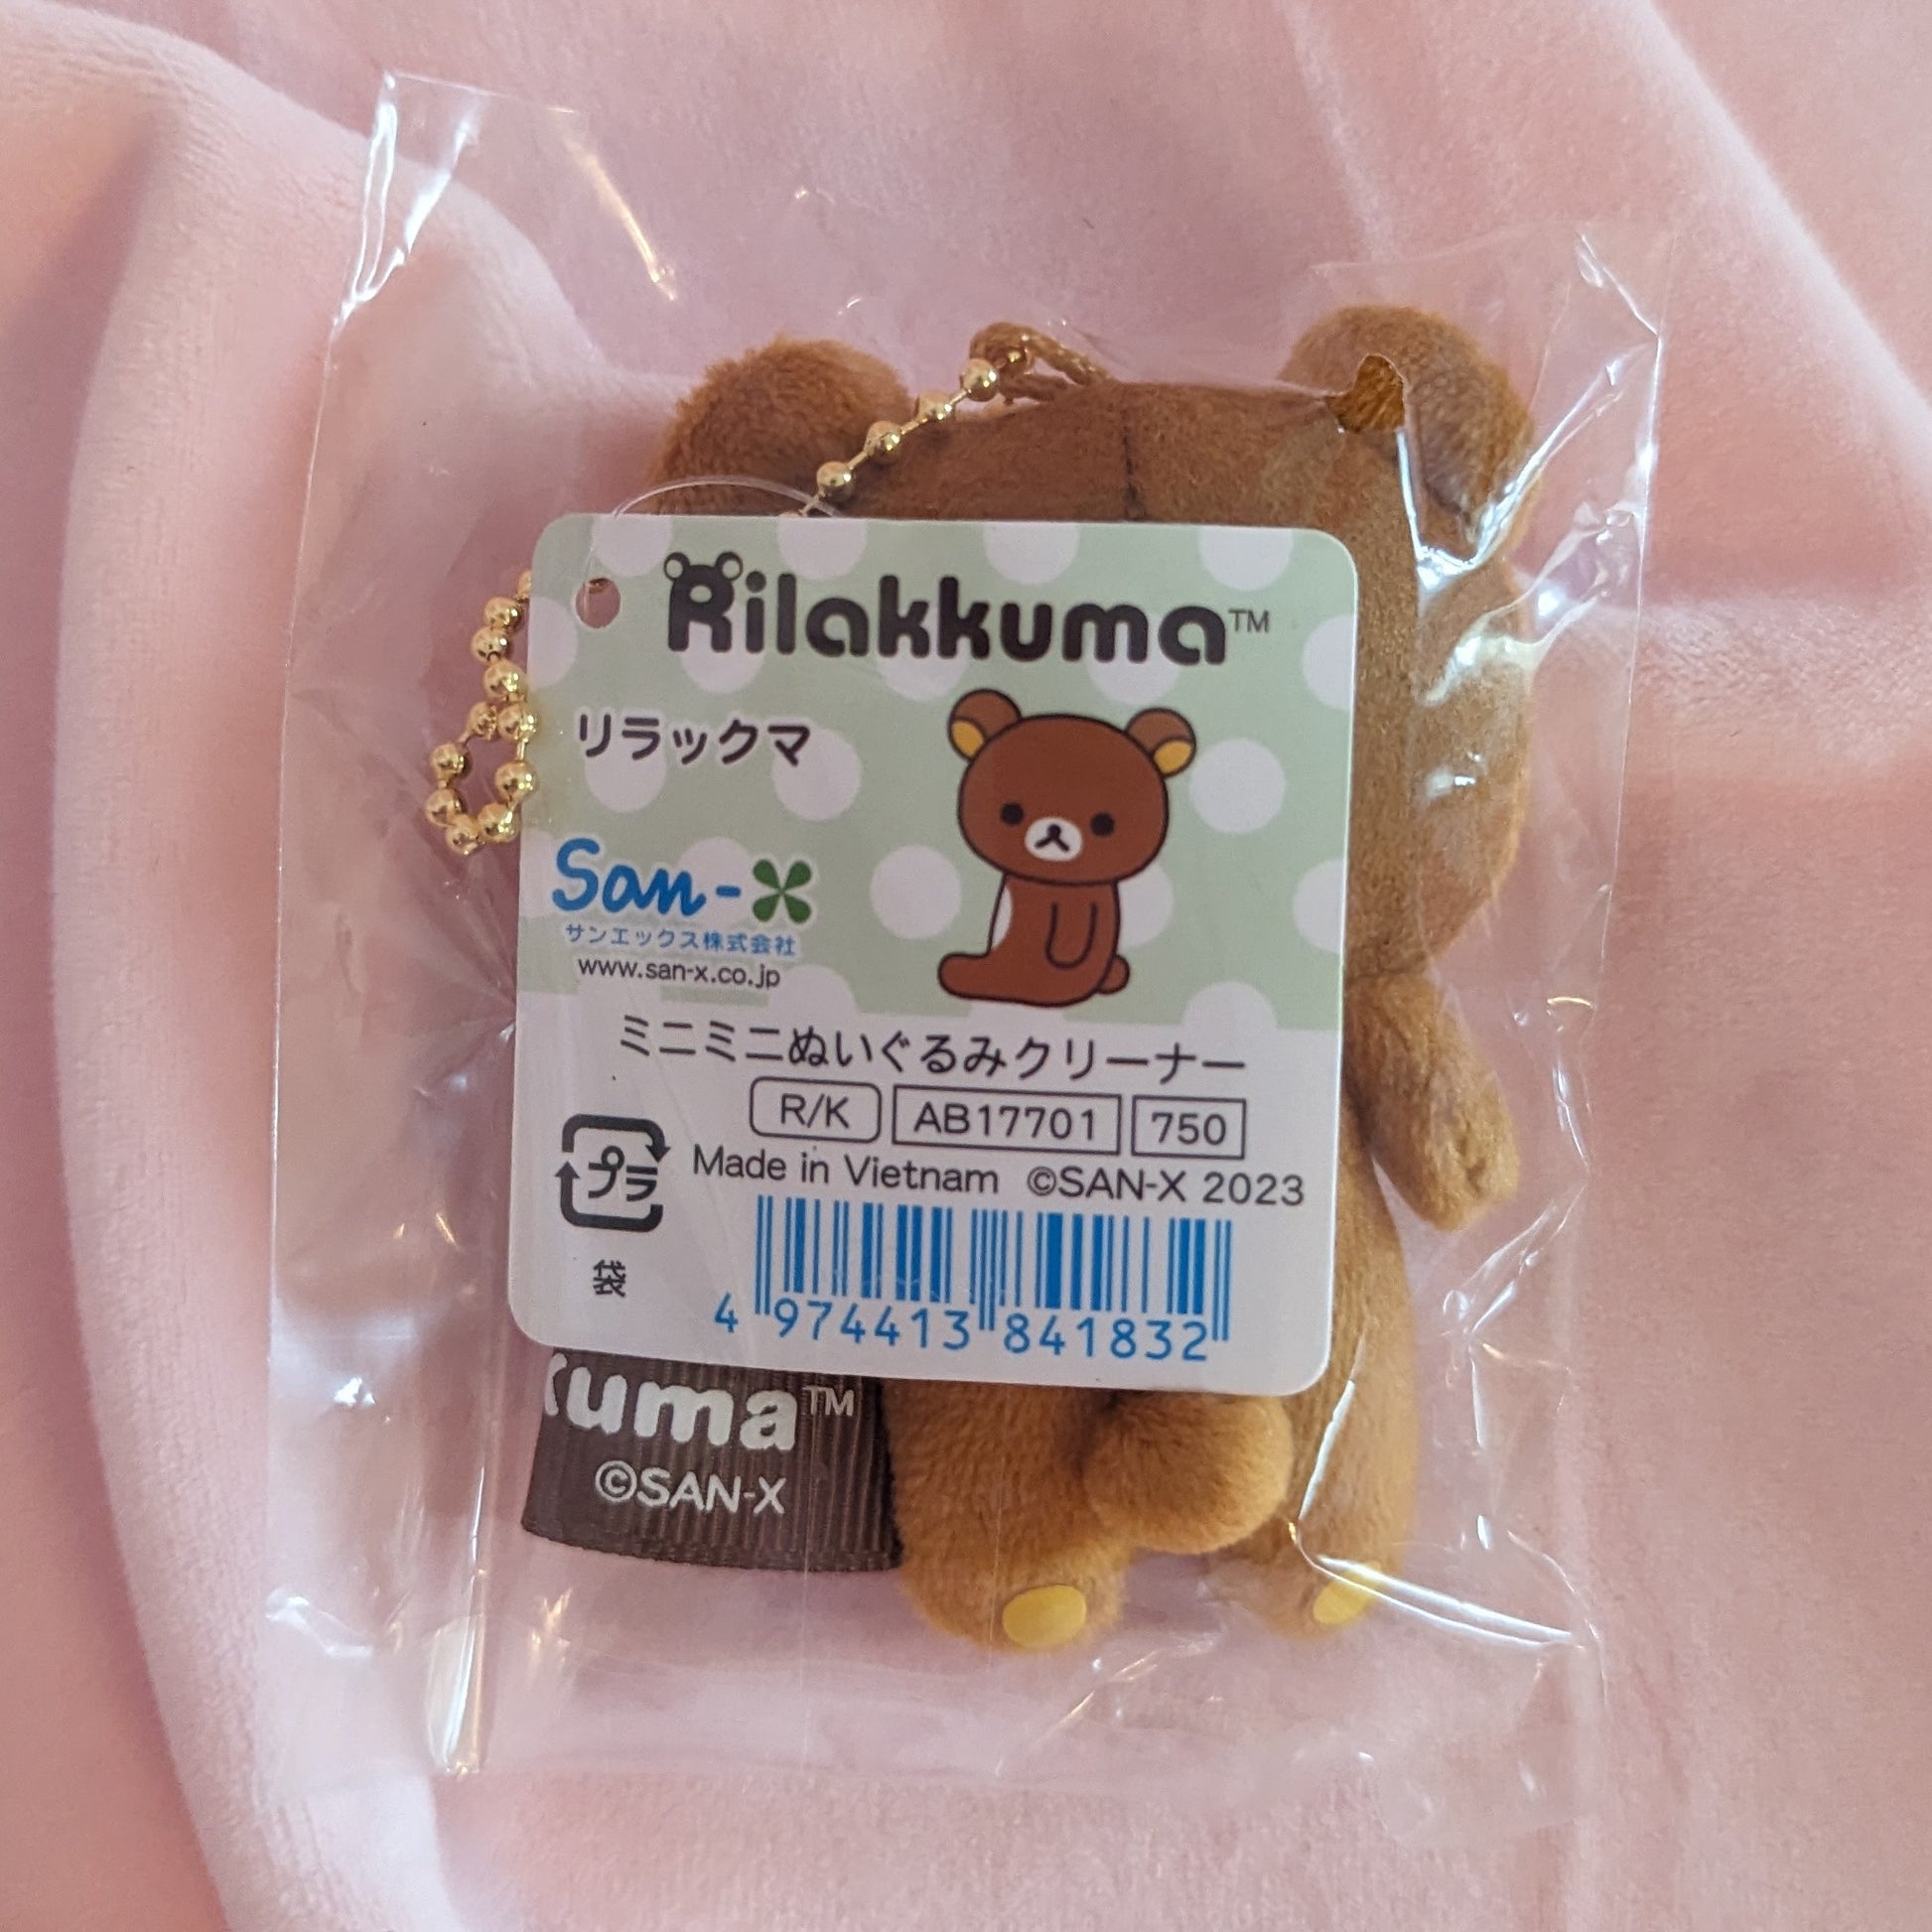 Rilakkuma™
リラックマ
San-X
サンエックス株式会社
www.san-x.co.jp
ミニミニぬいぐるみクリーナー
R/K AB17701 750
Made in Vietnam ©SAN-X 2023
プラ
袋
4 974413 841832
kuma™
©SAN-X